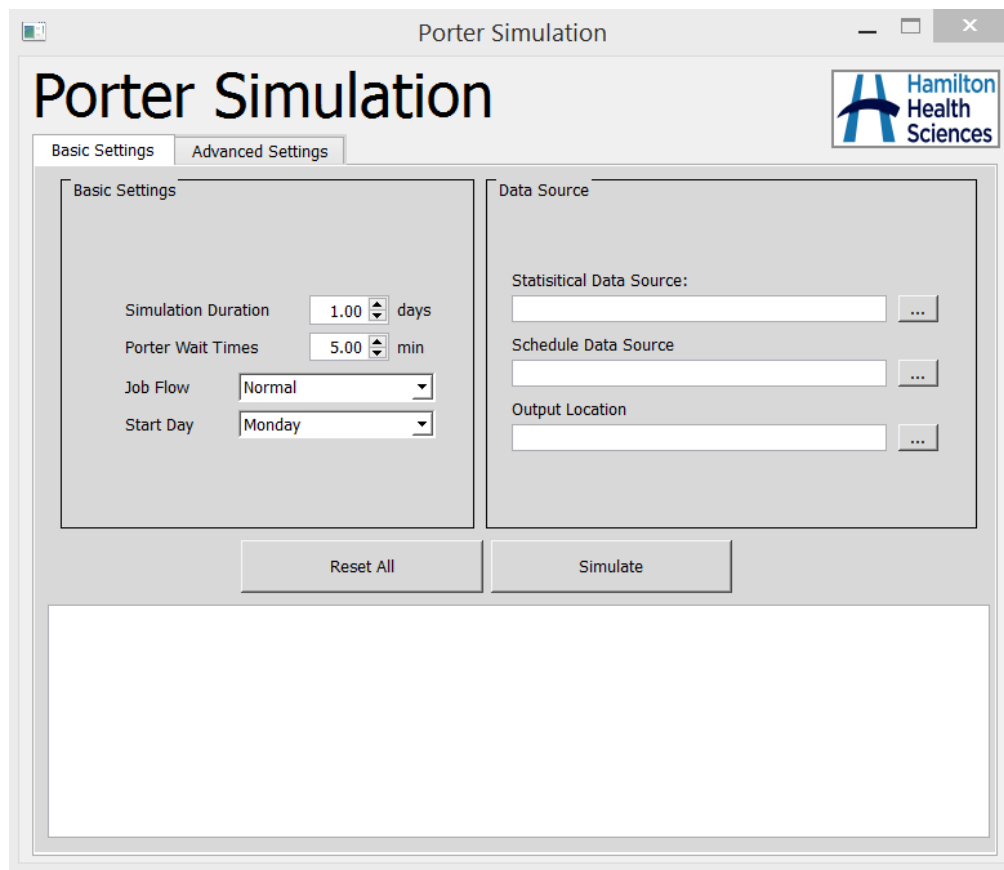 Porter Simulation
Porter Simulation
Hamilton
Health
Sciences
Basic Settings
Advanced Settings
Basic Settings
Simulation Duration 1.00 days
Porter Wait Times 5.00 min
Job Flow Normal
Start Day Monday
Data Source
Statisitical Data Source:
...
Schedule Data Source
...
Output Location
...
Reset All
Simulate